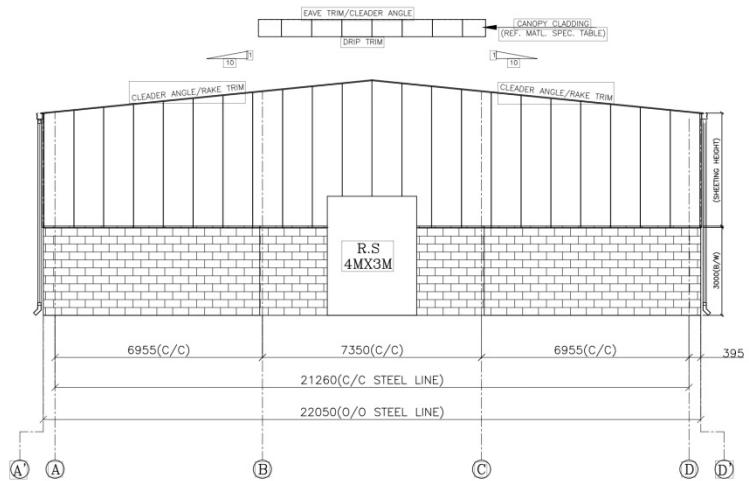 EAVE TRIM/CLEADER ANGLE
CANOPY CLADDING
(REF. MATL. SPEC. TABLE)
DRIP TRIM
1
10
1
10
CLEADER ANGLE/RAKE TRIM
CLEADER ANGLE/RAKE TRIM
(SHEETING HEIGHT)
R.S
4MX3M
3000(B/W)
6955(C/C)
7350(C/C)
6955(C/C)
395
21260(C/C STEEL LINE)
22050(O/O STEEL LINE)
A'
A
B
C
D
D'